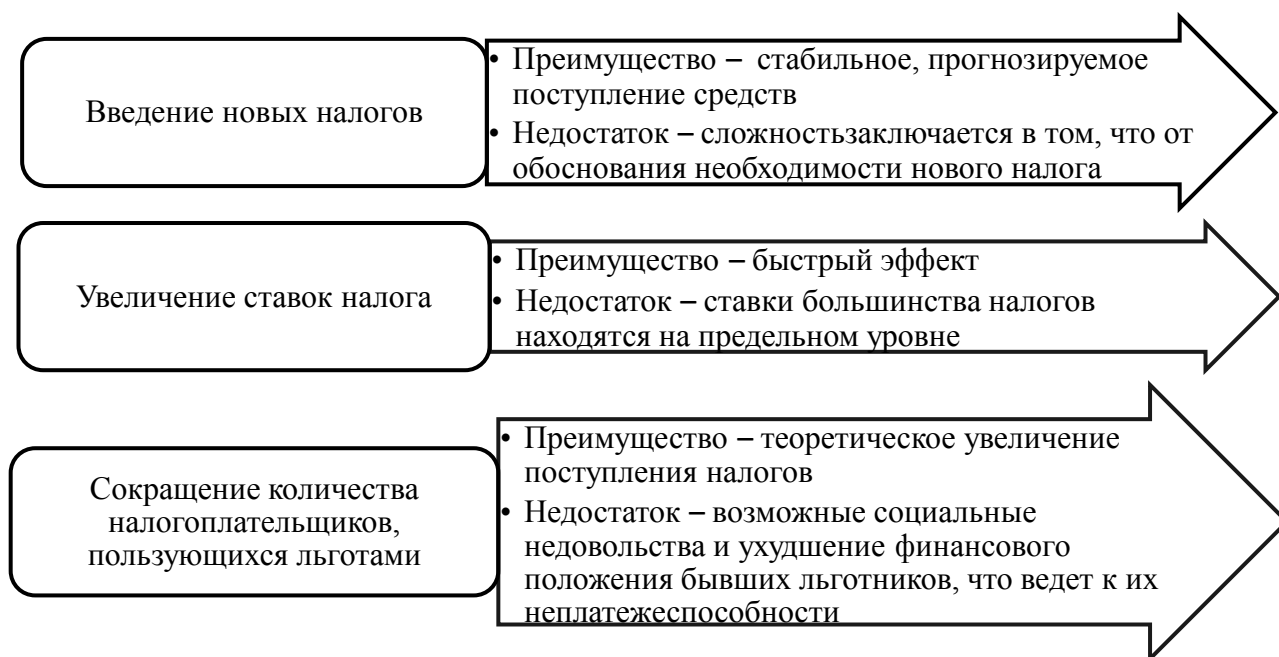 Введение новых налогов
• Преимущество – стабильное, прогнозируемое
поступление средств
• Недостаток – сложностьзаключается в том, что от
обоснования необходимости нового налога
Увеличение ставок налога
• Преимущество – быстрый эффект
• Недостаток – ставки большинства налогов
находятся на предельном уровне
Сокращение количества
налогоплательщиков,
пользующихся льготами
• Преимущество – теоретическое увеличение
поступления налогов
• Недостаток – возможные социальные
недовольства и ухудшение финансового
положения бывших льготников, что ведет к их
неплатежеспособности